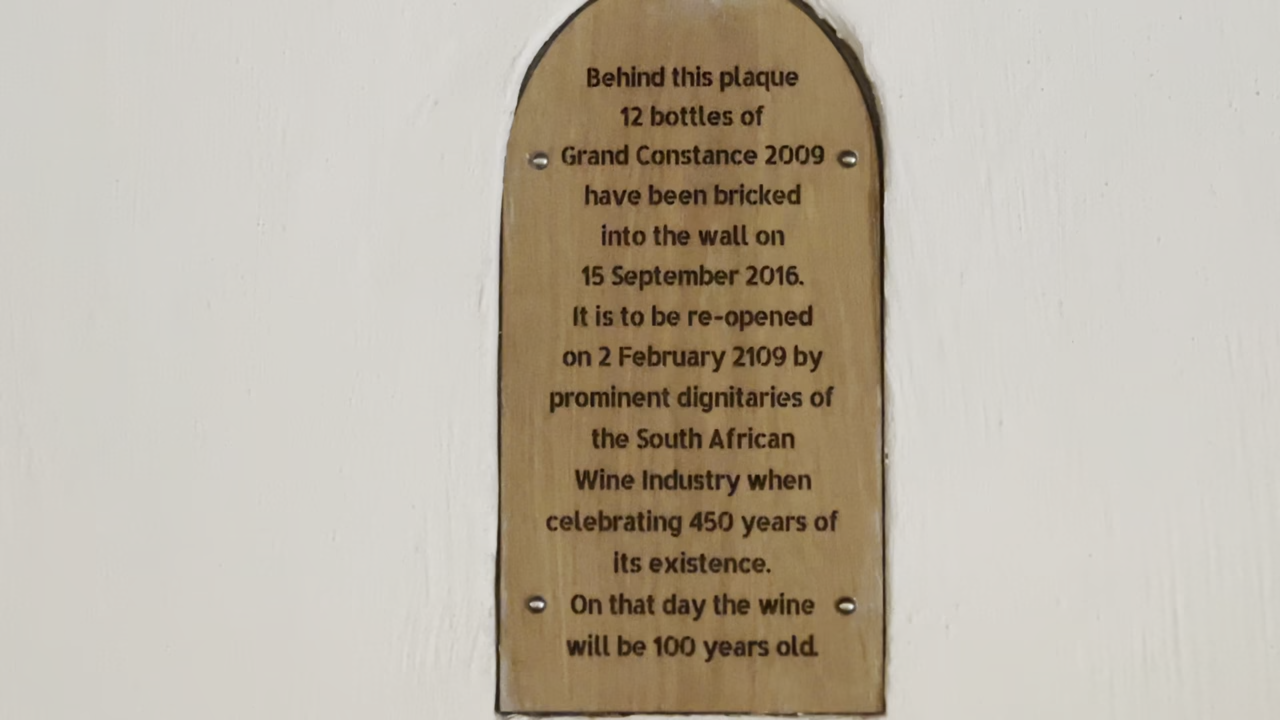 Behind this plaque
12 bottles of
Grand Constance 2009
have been bricked
into the wall on
15 September 2016.
It is to be re-opened
on 2 February 2109 by
prominent dignitaries of
the South African
Wine Industry when
celebrating 450 years of
its existence.
On that day the wine
will be 100 years old.